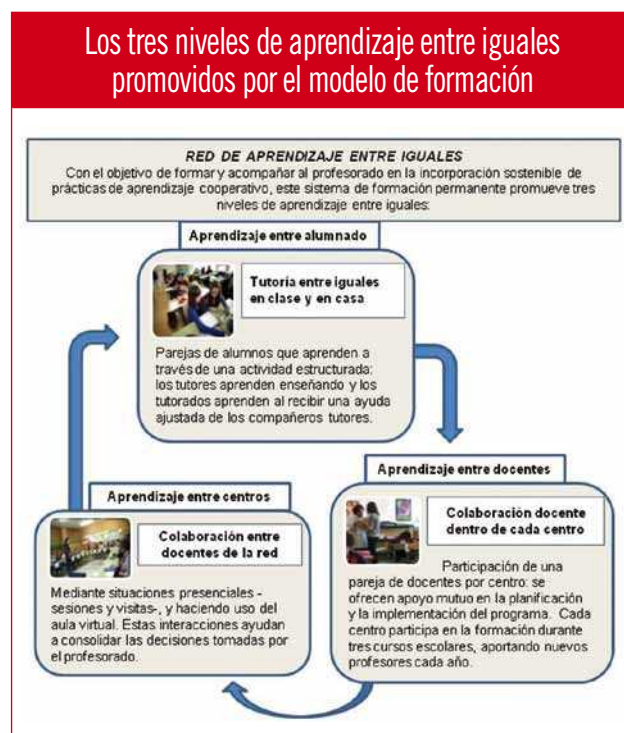 Los tres niveles de aprendizaje entre iguales
promovidos por el modelo de formación
RED DE APRENDIZAJE ENTRE IGUALES
Con el objetivo de formar y acompañar al profesorado en la incorporación sostenible de
prácticas de aprendizaje cooperativo, este sistema de formación permanente promueve tres
niveles de aprendizaje entre iguales:
Aprendizaje entre alumnado
Tutoría entre iguales
en clase y en casa
Parejas de alumnos que aprenden a
través de una actividad estructurada:
los tutores aprenden enseñando y los
tutorados aprenden al recibir una ayuda
ajustada de los compañeros tutores.
Aprendizaje entre docentes
Colaboración docente
dentro de cada centro
Participación de una
pareja de docentes por centro: se
ofrecen apoyo mutuo en la planificación
y la implementación del programa. Cada
centro participa en la formación durante
tres cursos escolares, aportando nuevos
profesores cada año.
Aprendizaje entre centros
Colaboración entre
docentes de la red
Mediante situaciones presenciales -
sesiones y visitas-, y haciendo uso del
aula virtual. Estas interacciones ayudan
a consolidar las decisiones tomadas por
el profesorado.